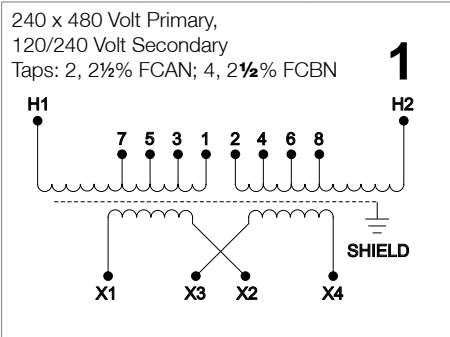 240 x 480 Volt Primary,
120/240 Volt Secondary
Taps: 2, 2½% FCAN; 4, 2½% FCBN
1
H1 H2
7 5 3 1 2 4 6 8
SHIELD
X1 X3 X2 X4